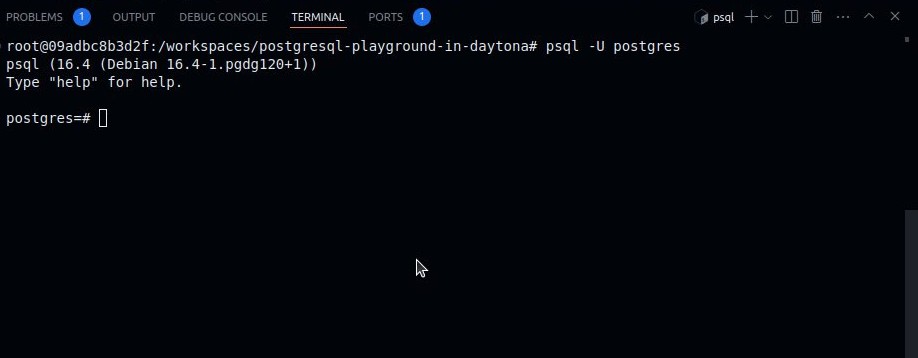 PROBLEMS 1 OUTPUT DEBUG CONSOLE TERMINAL PORTS 1 psql
root@09adbc8b3d2f:/workspaces/postgresql-playground-in-daytona# psql -U postgres
psql (16.4 (Debian 16.4-1.pgdg120+1))
Type "help" for help.
postgres=#